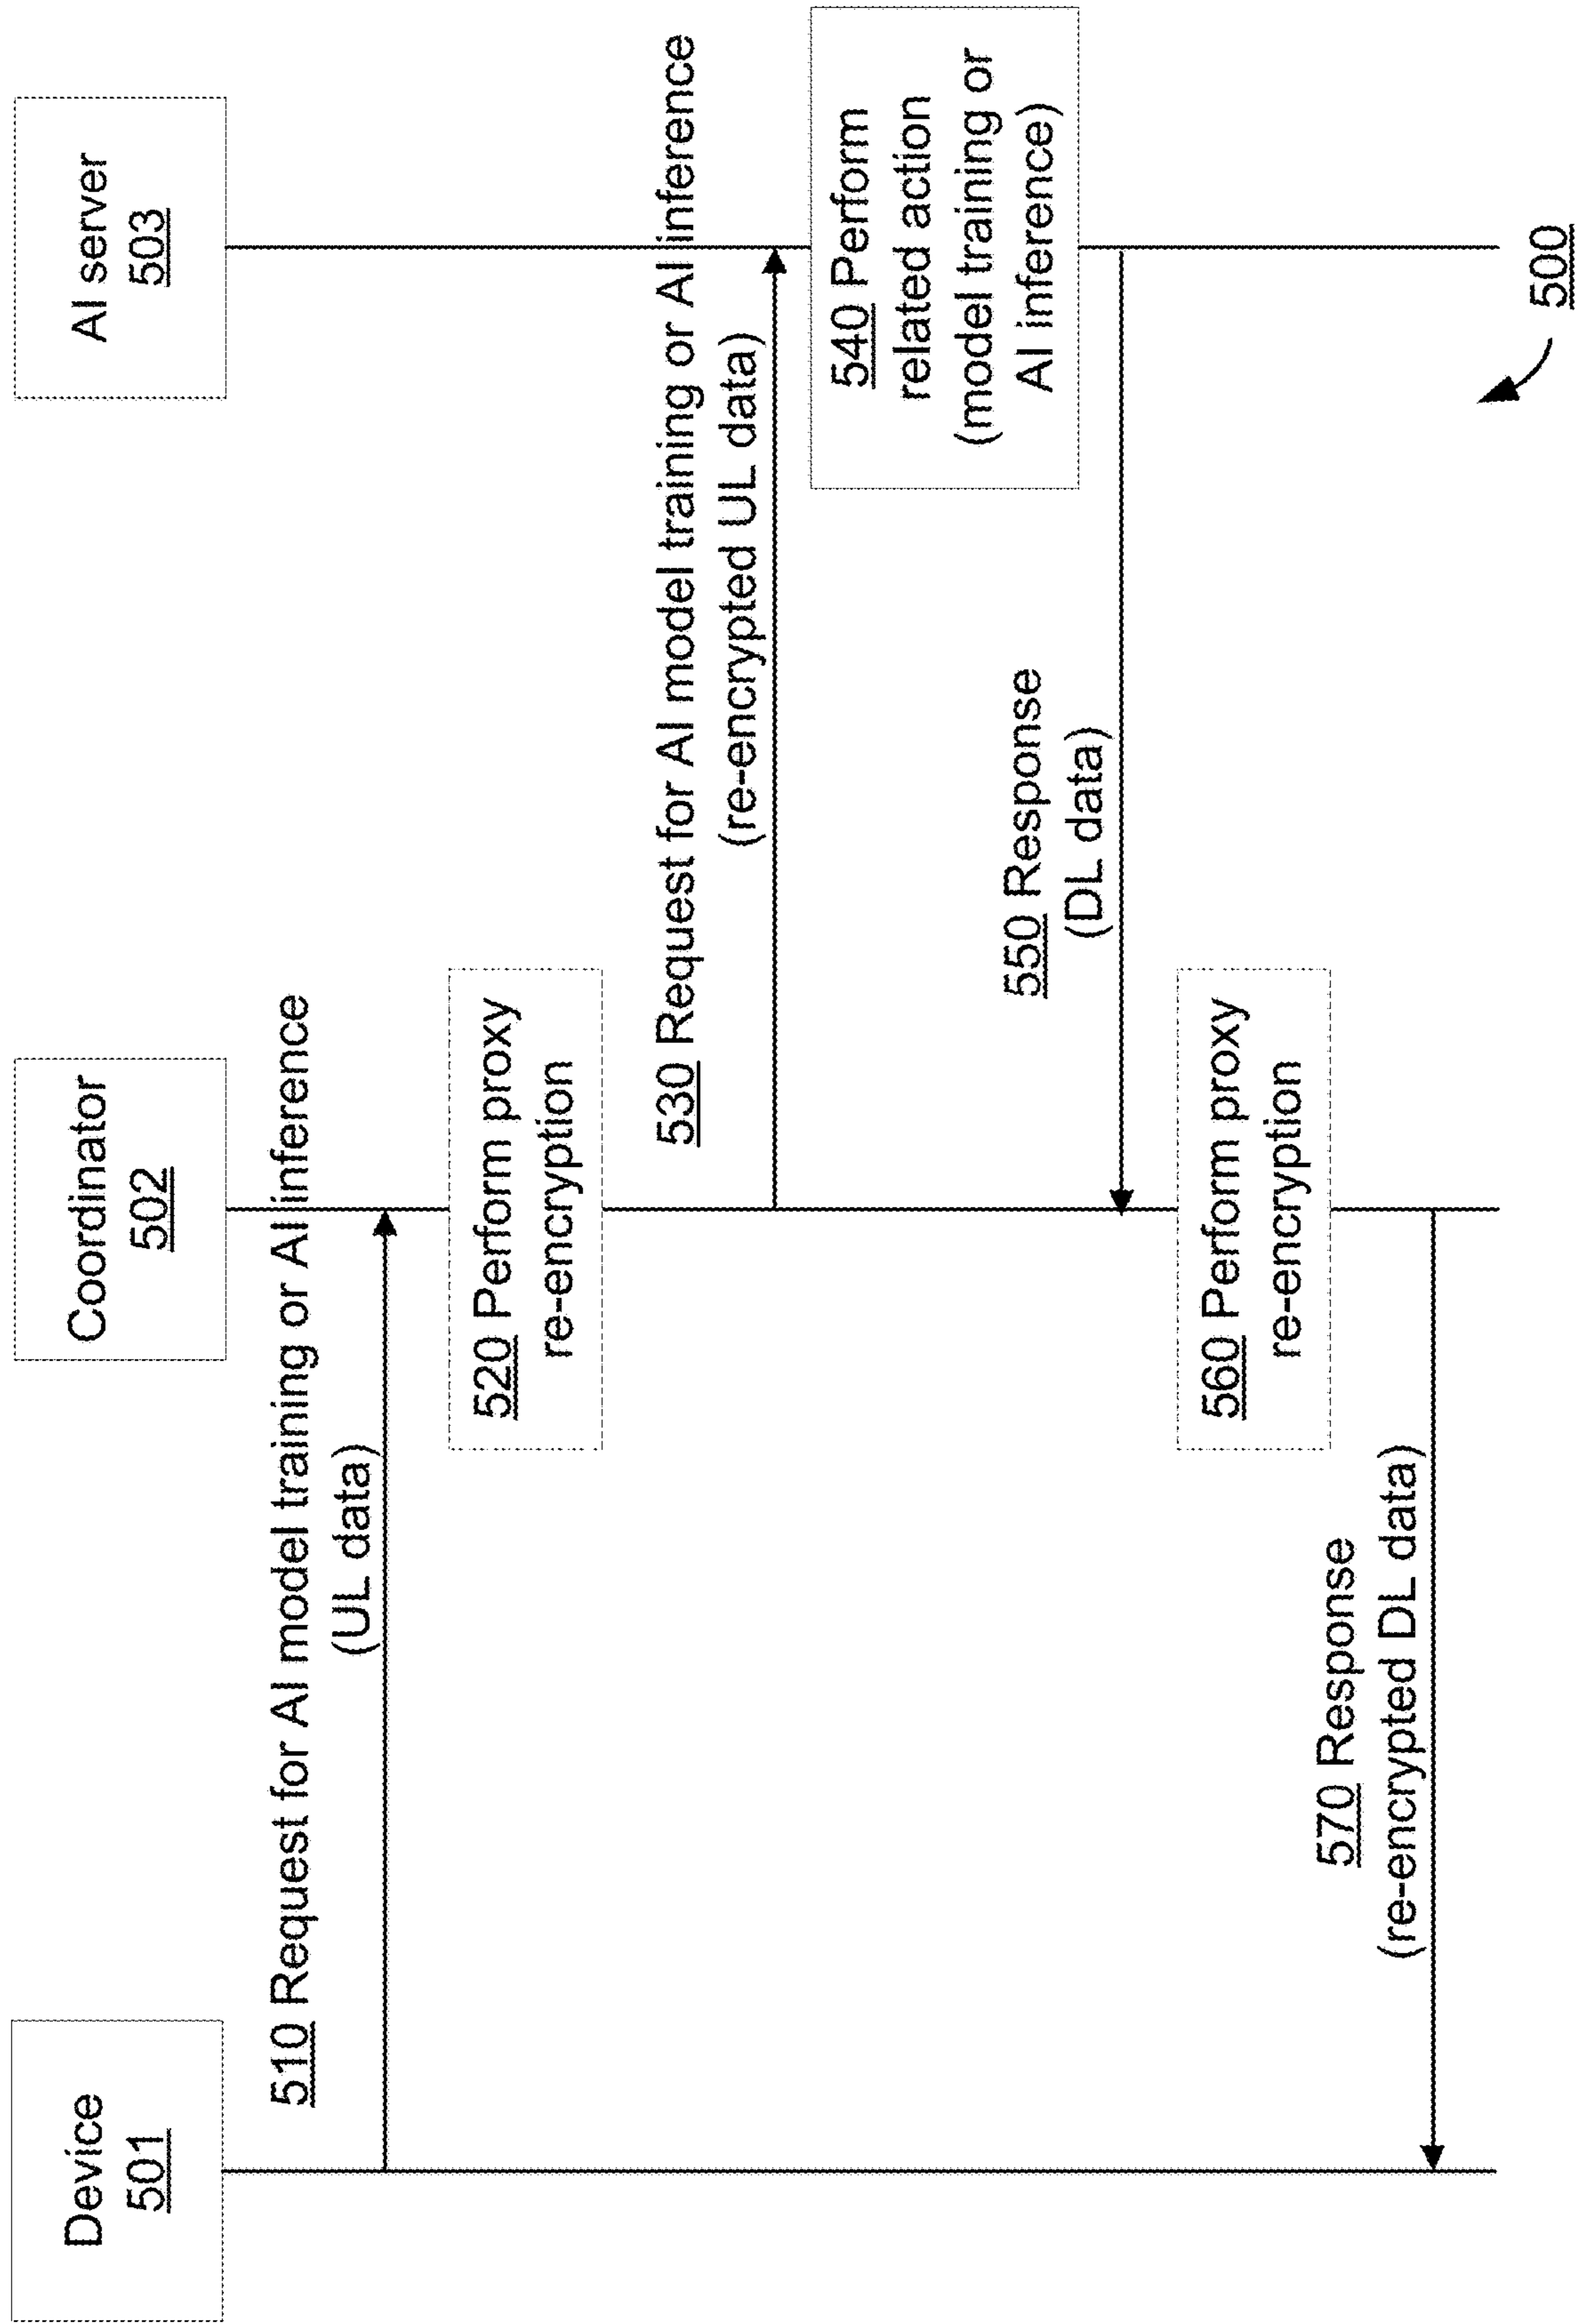 Device
501
Coordinator
502
AI server
503
510 Request for AI model training or AI inference
(UL data)
520 Perform proxy
re-encryption
530 Request for AI model training or AI inference
(re-encrypted UL data)
540 Perform
related action
(model training or
AI inference)
550 Response
(DL data)
560 Perform proxy
re-encryption
570 Response
(re-encrypted DL data)
500